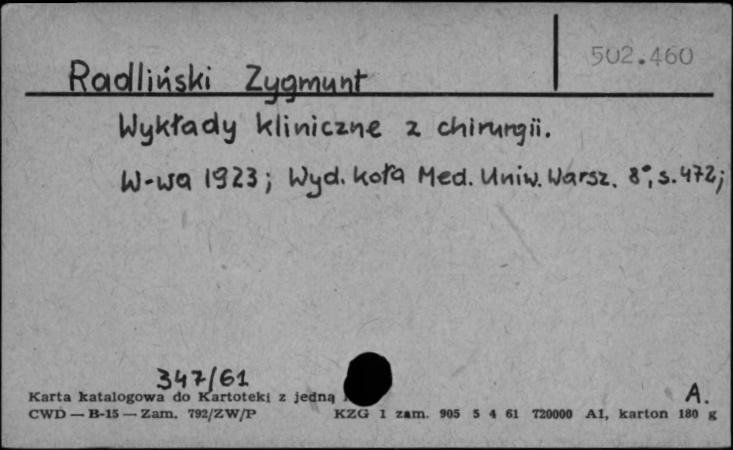 502.460
Radliński Zygmunt
Wykłady kliniczne z chirurgii.
W-wa 1923; Wyd. Koła Med. Uniw. Warsz. 8°, s. 472;
347/61
Karta katalogowa do Kartoteki z jedną
A.
CWD — B-15 — Zam. 792/ZW/P KZG 1 zam. 905 5 4 61 720000 A1, karton 180 g